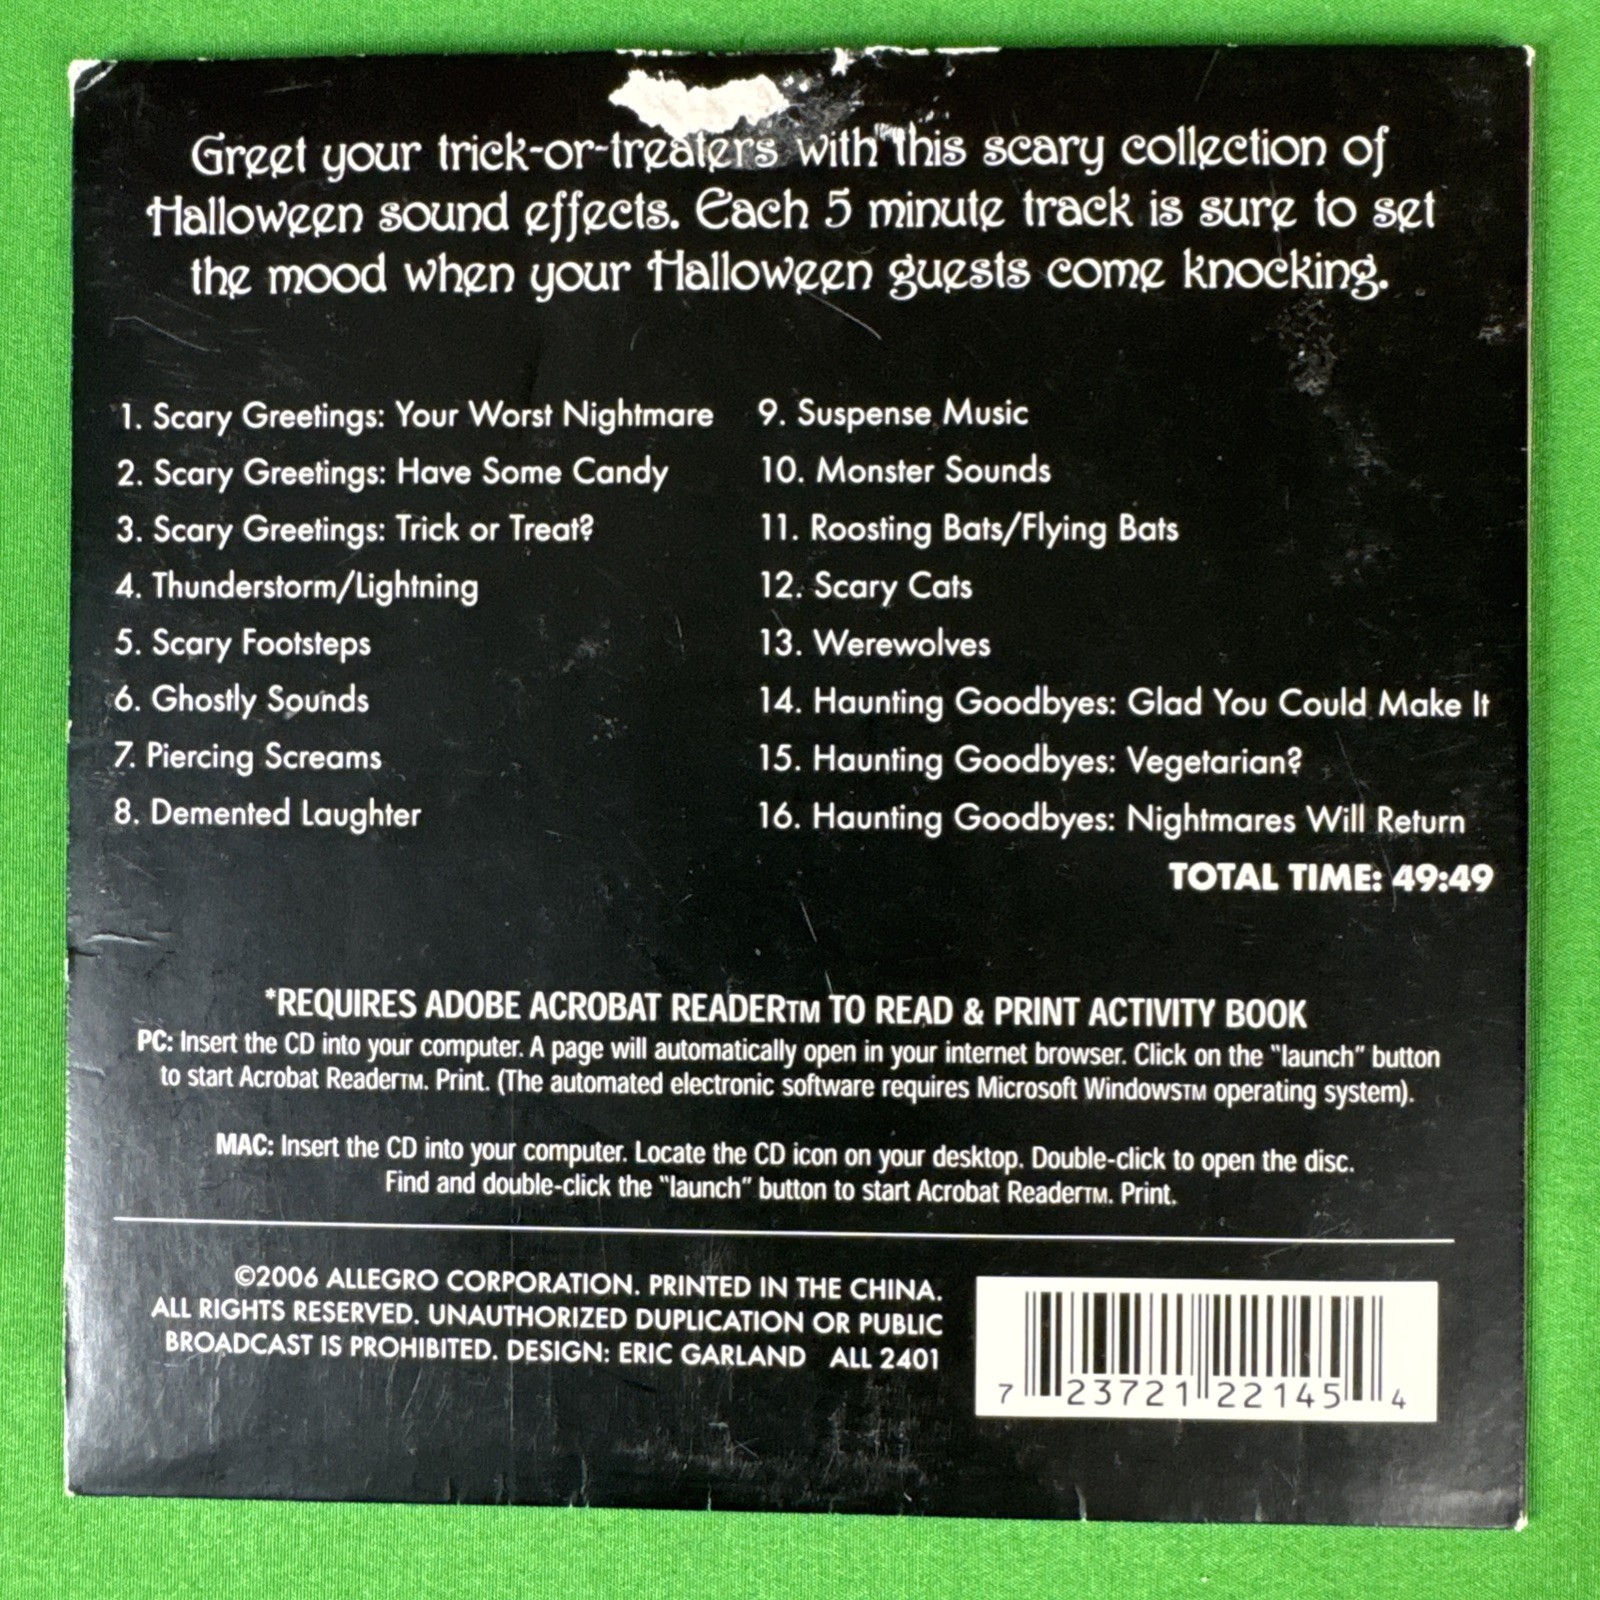 Greet your trick-or-treaters with this scary collection of
Halloween sound effects. Each 5 minute track is sure to set
the mood when your Halloween guests come knocking.
1. Scary Greetings: Your Worst Nightmare
2. Scary Greetings: Have Some Candy
3. Scary Greetings: Trick or Treat?
4. Thunderstorm/Lightning
5. Scary Footsteps
6. Ghostly Sounds
7. Piercing Screams
8. Demented Laughter
9. Suspense Music
10. Monster Sounds
11. Roosting Bats/Flying Bats
12. Scary Cats
13. Werewolves
14. Haunting Goodbyes: Glad You Could Make It
15. Haunting Goodbyes: Vegetarian?
16. Haunting Goodbyes: Nightmares Will Return
TOTAL TIME: 49:49
*REQUIRES ADOBE ACROBAT READER™ TO READ & PRINT ACTIVITY BOOK
PC: Insert the CD into your computer. A page will automatically open in your internet browser. Click on the "launch" button
to start Acrobat Reader™. Print. (The automated electronic software requires Microsoft Windows™ operating system).
MAC: Insert the CD into your computer. Locate the CD icon on your desktop. Double-click to open the disc.
Find and double-click the "launch" button to start Acrobat Reader™. Print.
©2006 ALLEGRO CORPORATION. PRINTED IN THE CHINA.
ALL RIGHTS RESERVED. UNAUTHORIZED DUPLICATION OR PUBLIC
BROADCAST IS PROHIBITED. DESIGN: ERIC GARLAND ALL 2401
7 23721 22145 4